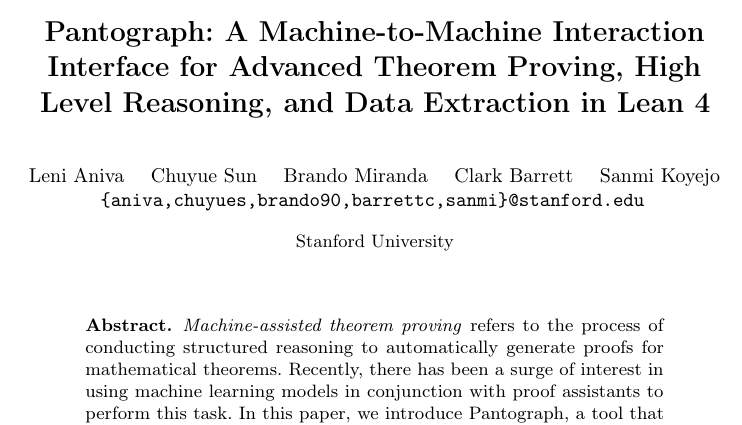 Pantograph: A Machine-to-Machine Interaction
Interface for Advanced Theorem Proving, High
Level Reasoning, and Data Extraction in Lean 4
Leni Aniva Chuyue Sun Brando Miranda Clark Barrett Sanmi Koyejo
{aniva,chuyues,brando90,barrettc,sanmi}@stanford.edu
Stanford University
Abstract. Machine-assisted theorem proving refers to the process of
conducting structured reasoning to automatically generate proofs for
mathematical theorems. Recently, there has been a surge of interest in
using machine learning models in conjunction with proof assistants to
perform this task. In this paper, we introduce Pantograph, a tool that